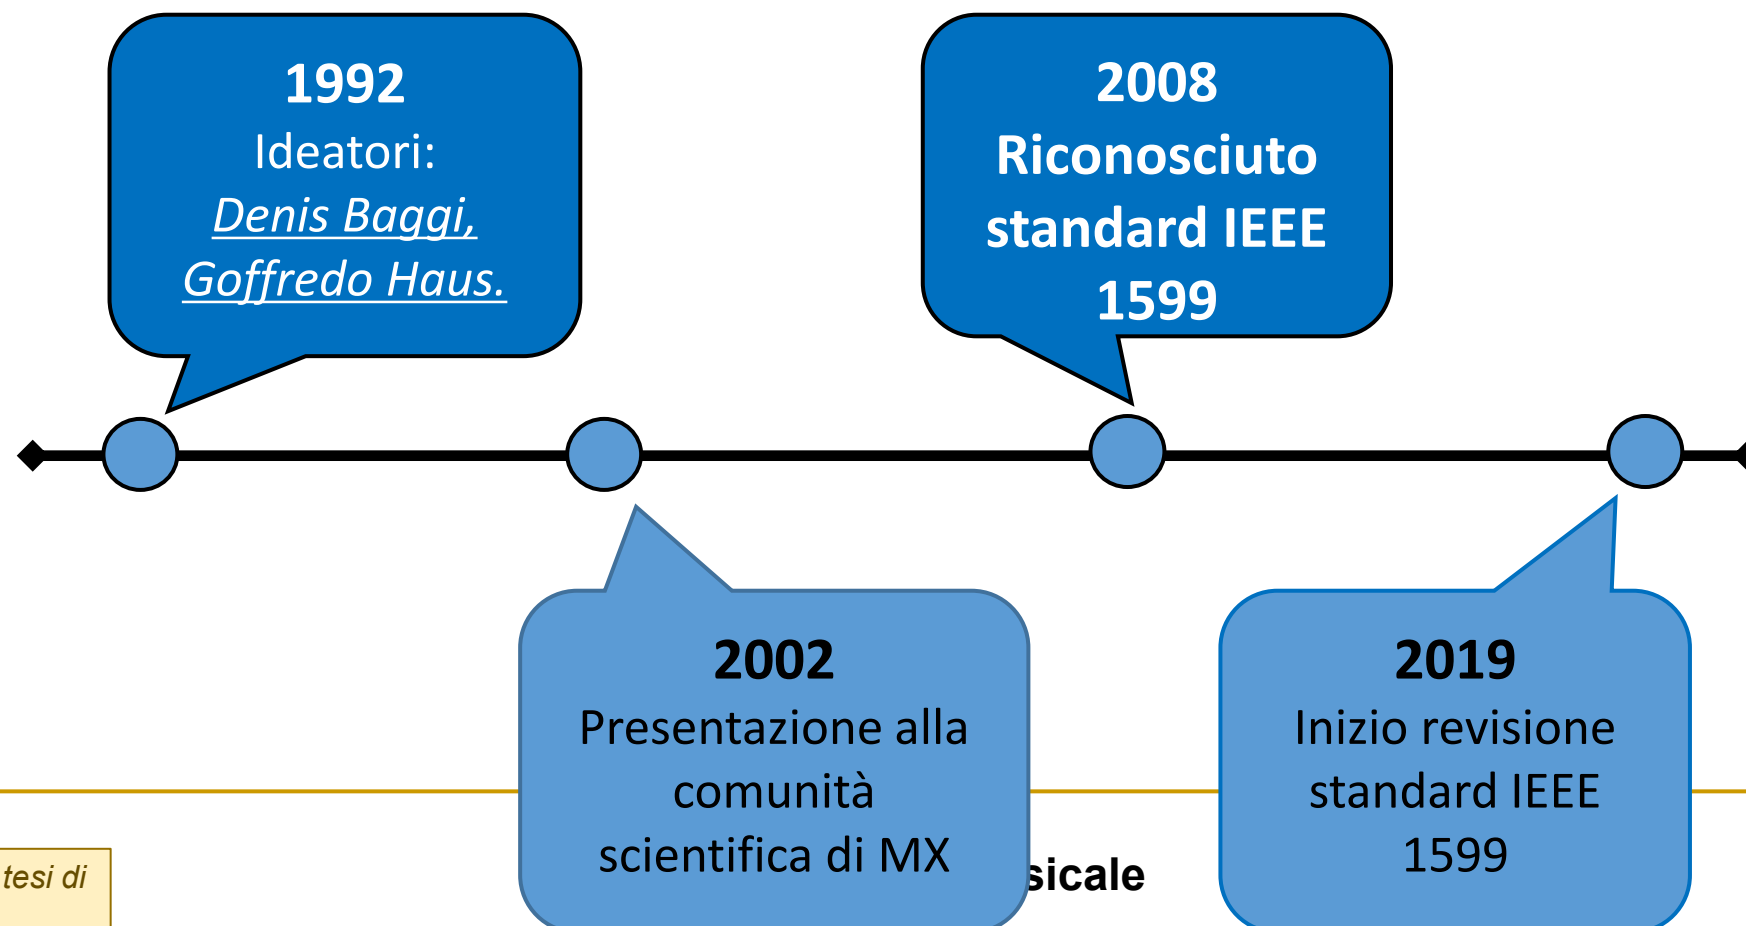 1992
Ideatori:
Denis Baggi,
Goffredo Haus.
2008
Riconosciuto
standard IEEE
1599
2002
Presentazione alla
comunità
scientifica di MX
2019
Inizio revisione
standard IEEE
1599
tesi di
sicale